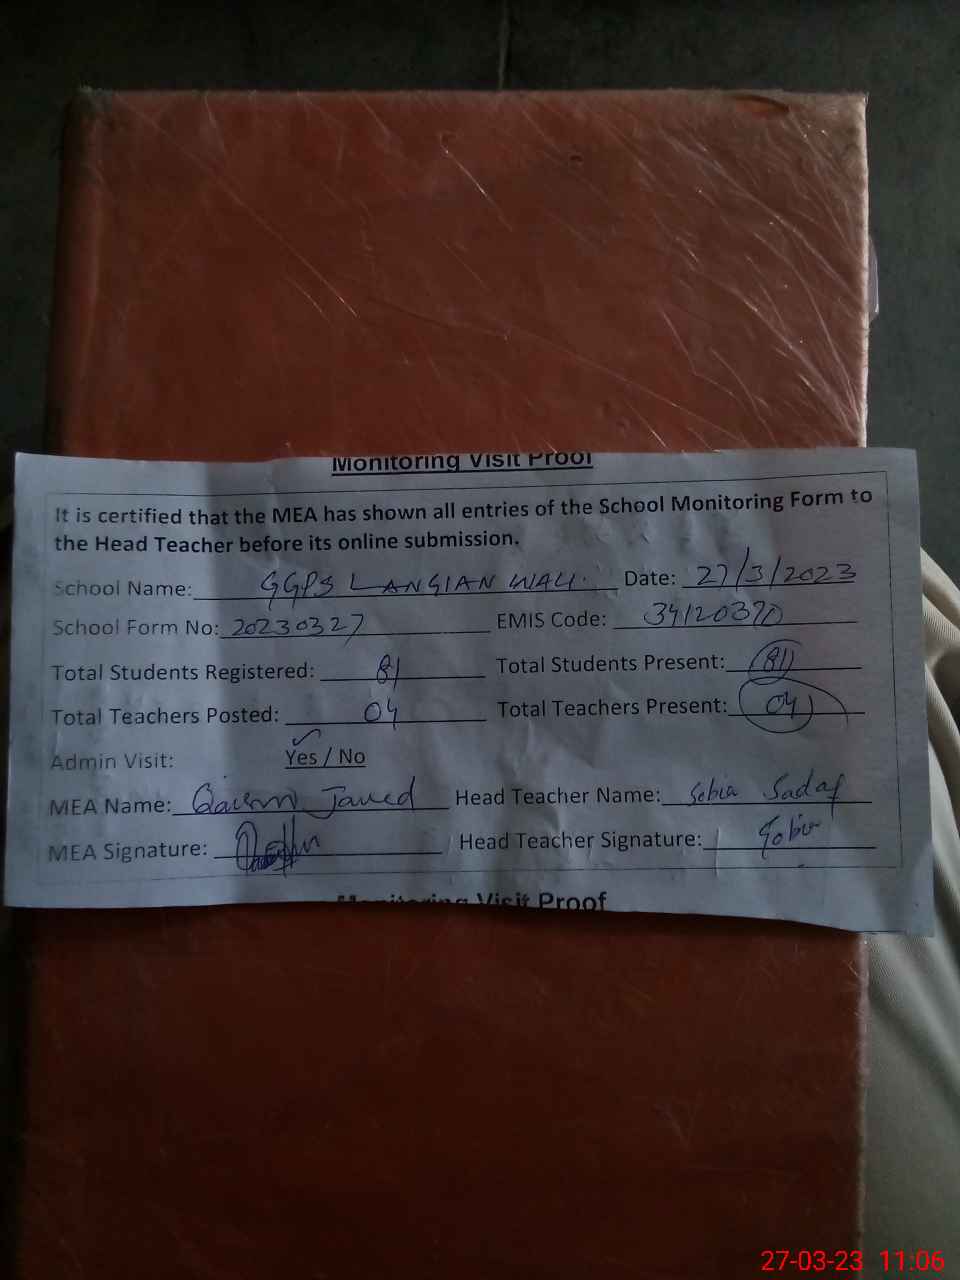 Monitoring Visit Proof
It is certified that the MEA has shown all entries of the School Monitoring Form to
the Head Teacher before its online submission.
School Name: GGPS LANGIAN WALI. Date: 27/3/2023
School Form No: 20230327 EMIS Code: 34120370
Total Students Registered: 81 Total Students Present: 81
Total Teachers Posted: 04 Total Teachers Present: 04
Admin Visit: Yes / No
MEA Name: Javed Head Teacher Name: Sobia Sadaf
MEA Signature: Head Teacher Signature: Sobia
Monitoring Visit Proof
27-03-23 11:06